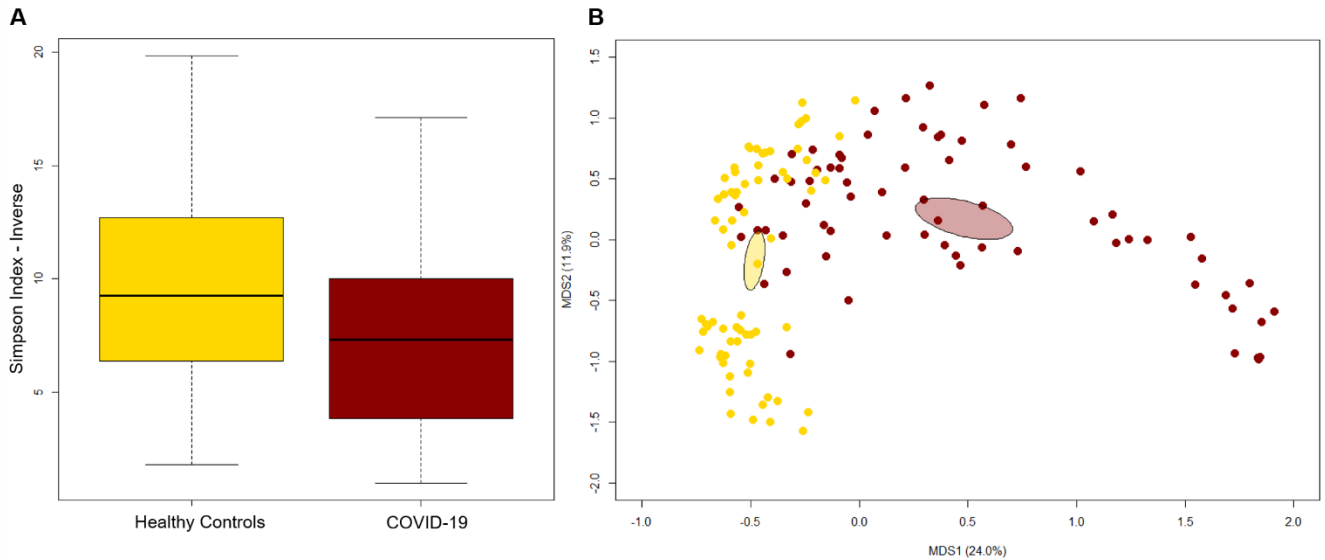 A
Simpson Index - Inverse
20
15
10
5
Healthy Controls
COVID-19
B
MDS2 (11.9%)
1.5
1.0
0.5
0.0
-0.5
-1.0
-1.5
-2.0
-1.0
-0.5
0.0
0.5
1.0
1.5
2.0
MDS1 (24.0%)